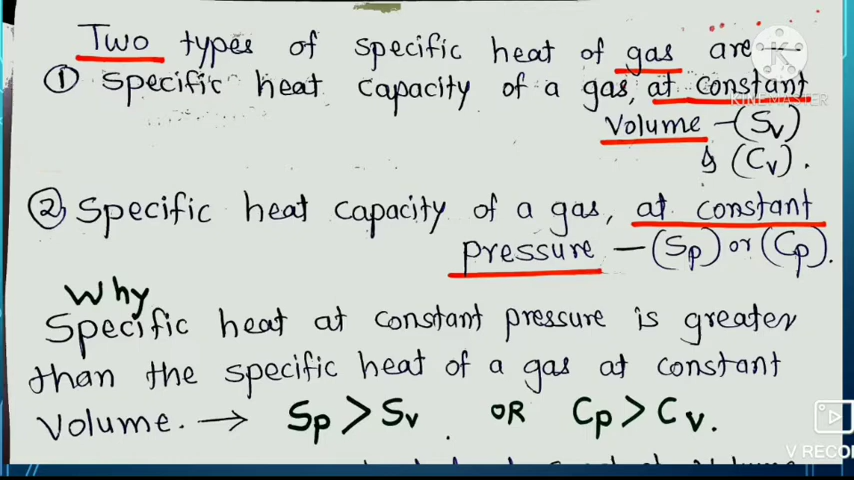 Two types of specific heat of gas are —
① Specific heat capacity of a gas, at constant
Volume — (Sv)
(Cv).
② Specific heat capacity of a gas, at constant
pressure — (Sp) or (Cp).
Why
Specific heat at constant pressure is greater
than the specific heat of a gas at constant
Volume. → Sp > Sv OR Cp > Cv.
KINEMASTER
V RECO